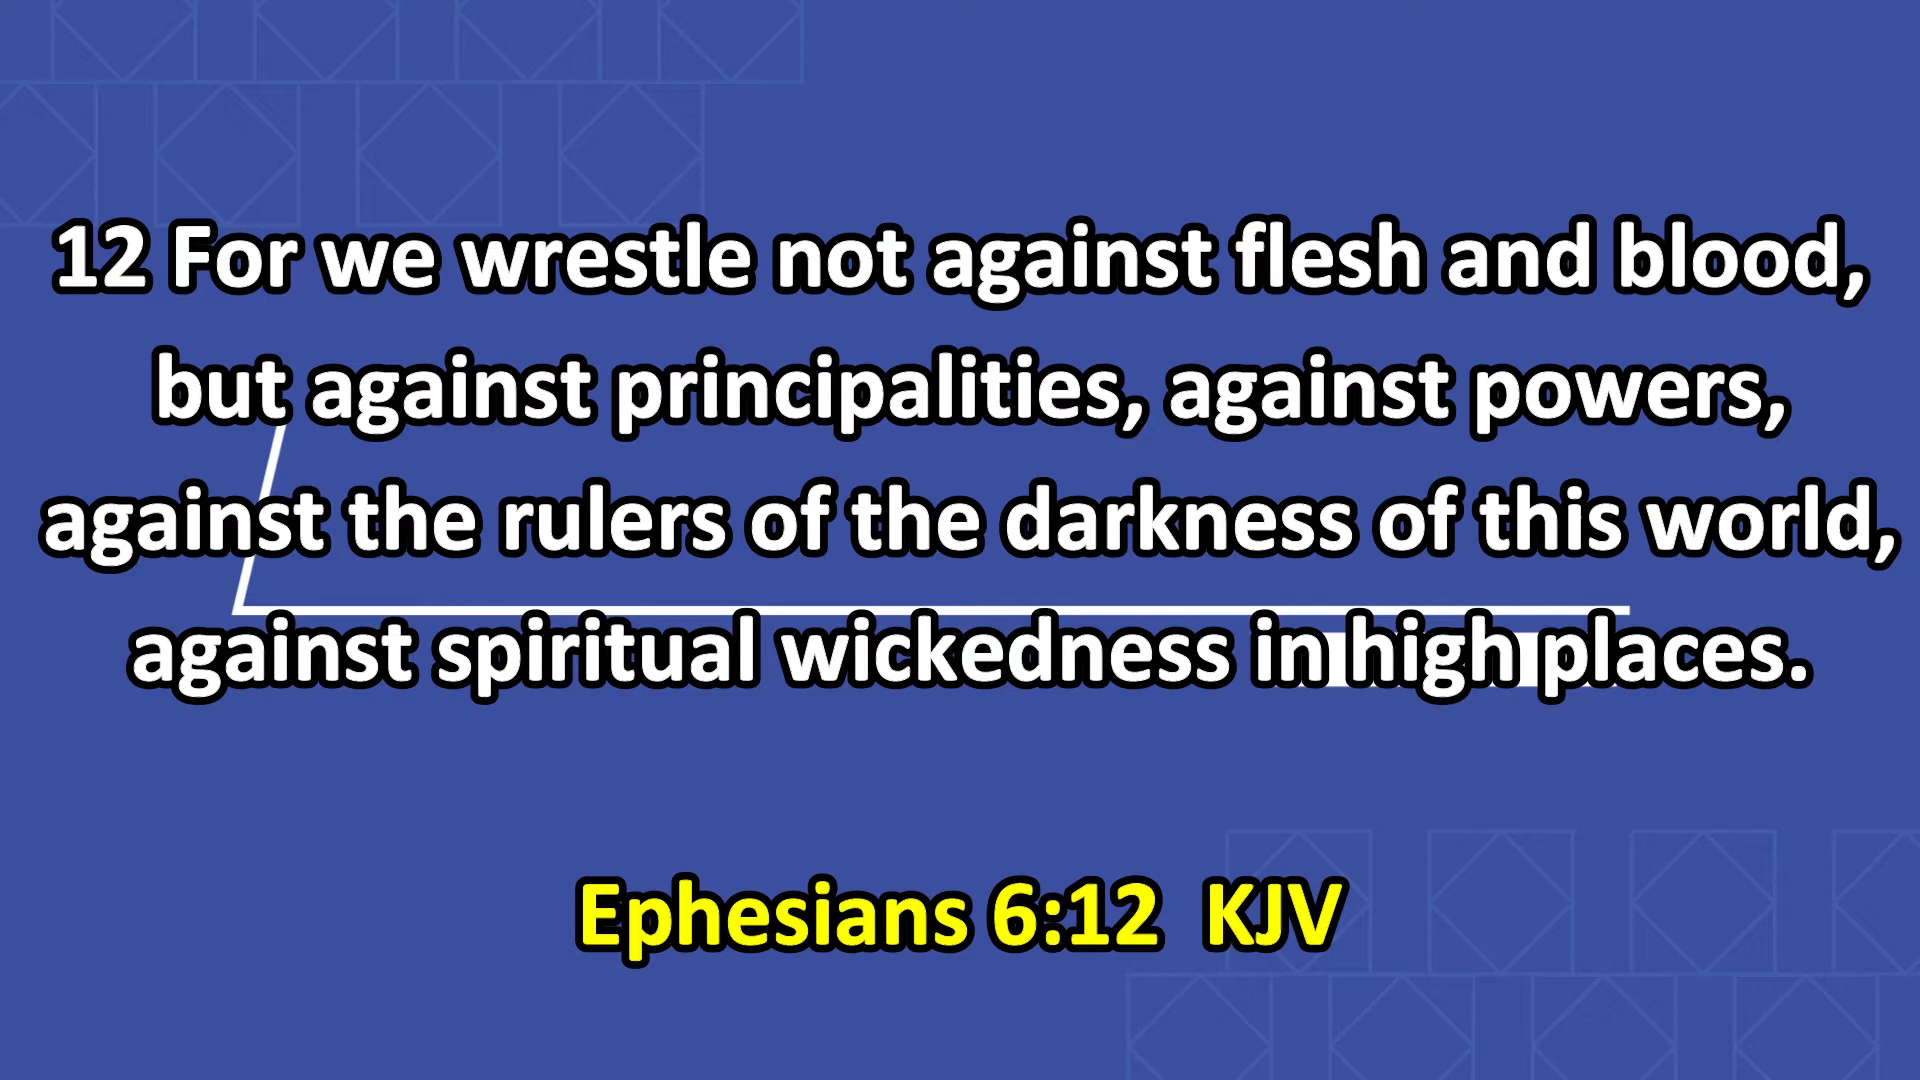 12 For we wrestle not against flesh and blood,
but against principalities, against powers,
against the rulers of the darkness of this world,
against spiritual wickedness in high places.
Ephesians 6:12 KJV